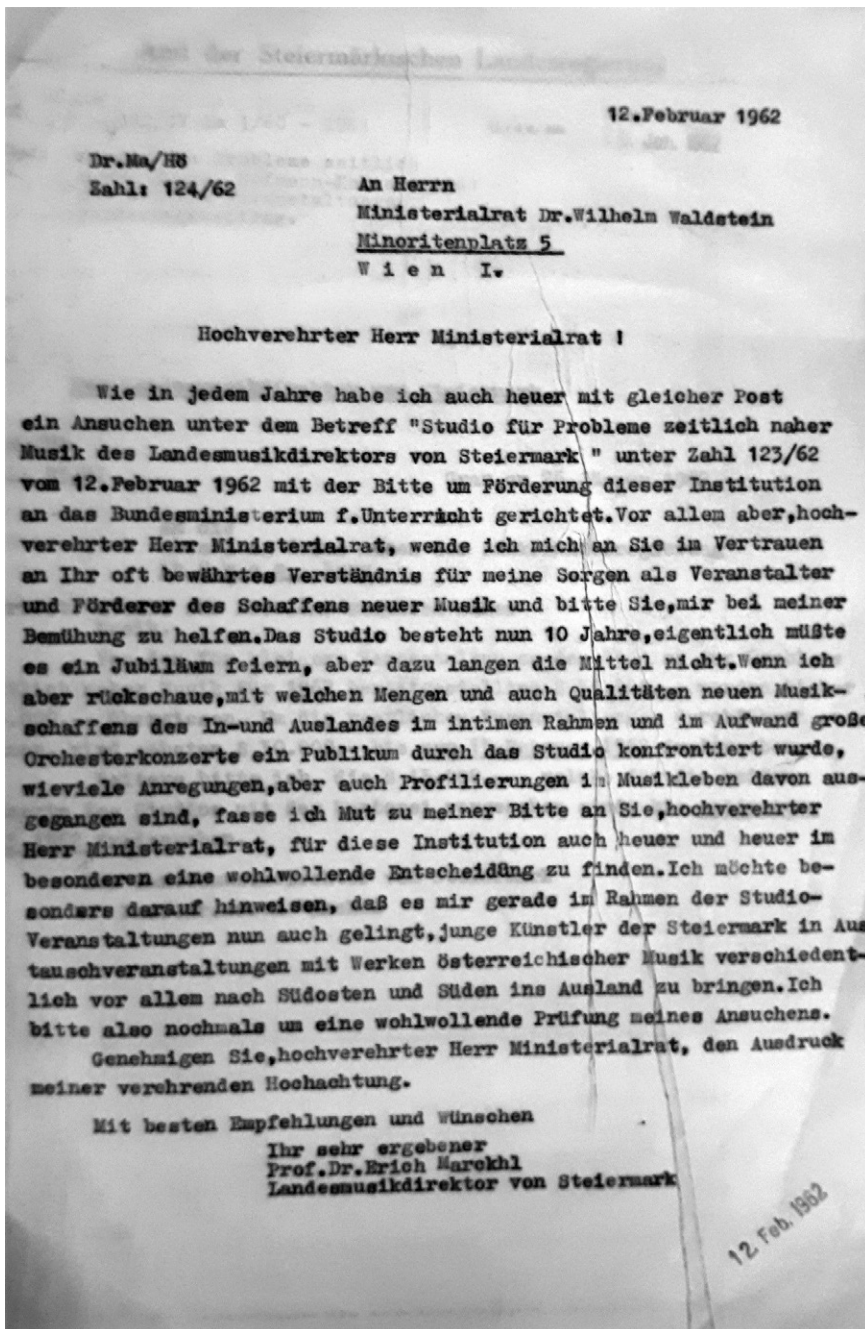 Amt der Steiermärkischen Landesregierung
12.Februar 1962
Dr.Ma/Hö
Zahl: 124/62
An Herrn
Ministerialrat Dr.Wilhelm Waldstein
Minoritenplatz 5
W i e n I.
Hochverehrter Herr Ministerialrat !
Wie in jedem Jahre habe ich auch heuer mit gleicher Post
ein Ansuchen unter dem Betreff "Studio für Probleme zeitlich naher
Musik des Landesmusikdirektors von Steiermark " unter Zahl 123/62
vom 12.Februar 1962 mit der Bitte um Förderung dieser Institution
an das Bundesministerium f.Unterricht gerichtet.Vor allem aber,hoch-
verehrter Herr Ministerialrat, wende ich mich an Sie im Vertrauen
an Ihr oft bewährtes Verständnis für meine Sorgen als Veranstalter
und Förderer des Schaffens neuer Musik und bitte Sie,mir bei meiner
Bemühung zu helfen.Das Studio besteht nun 10 Jahre,eigentlich müßte
es ein Jubiläum feiern, aber dazu langen die Mittel nicht.Wenn ich
aber rückschaue,mit welchen Mengen und auch Qualitäten neuen Musik-
schaffens des In-und Auslandes im intimen Rahmen und im Aufwand große
Orchesterkonzerte ein Publikum durch das Studio konfrontiert wurde,
wieviele Anregungen,aber auch Profilierungen im Musikleben davon aus-
gegangen sind, fasse ich Mut zu meiner Bitte an Sie,hochverehrter
Herr Ministerialrat, für diese Institution auch heuer und heuer im
besonderen eine wohlwollende Entscheidüng zu finden.Ich möchte be-
sonders darauf hinweisen, daß es mir gerade im Rahmen der Studio-
Veranstaltungen nun auch gelingt,junge Künstler der Steiermark in Aus
tauschveranstaltungen mit Werken österreichischer Musik verschiedent-
lich vor allem nach Südosten und Süden ins Ausland zu bringen.Ich
bitte also nochmals um eine wohlwollende Prüfung meines Ansuchens.
Genehmigen Sie,hochverehrter Herr Ministerialrat, den Ausdruck
meiner verehrenden Hochachtung.
Mit besten Empfehlungen und Wünschen
Ihr sehr ergebener
Prof.Dr.Erich Marckhl
Landesmusikdirektor von Steiermark
12. Feb. 1962